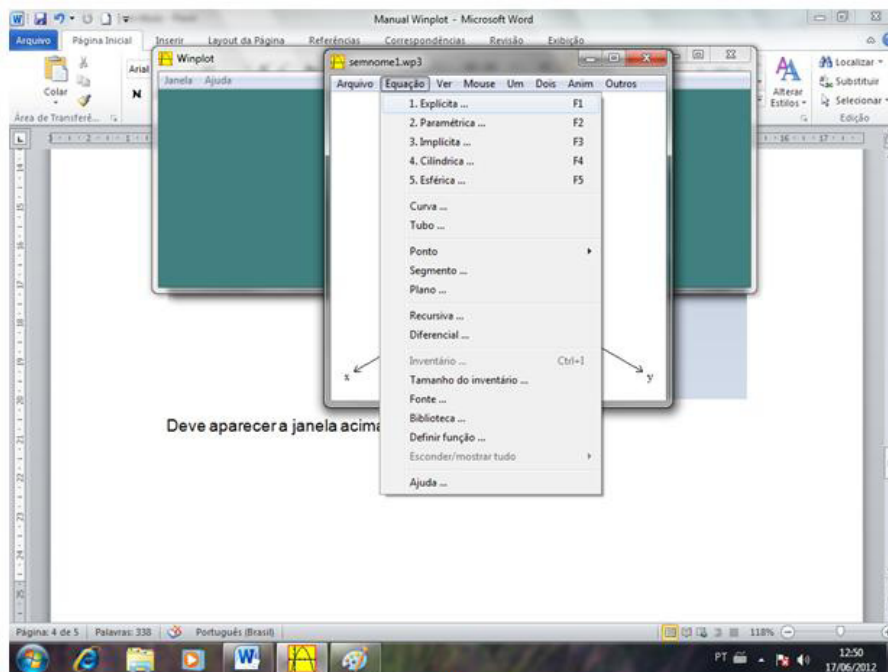 Manual Winplot - Microsoft Word
Arquivo Página Inicial Inserir Layout da Página Referências Correspondências Revisão Exibição
Colar
Arial
N
Área de Transferê...
Alterar Estilos
Localizar
Substituir
Selecionar
Edição
Winplot
Janela Ajuda
semnome1.wp3
Arquivo Equação Ver Mouse Um Dois Anim Outros
1. Explícita ... F1
2. Paramétrica ... F2
3. Implícita ... F3
4. Cilíndrica ... F4
5. Esférica ... F5
Curva ...
Tubo ...
Ponto
Segmento ...
Plano ...
Recursiva ...
Diferencial ...
Inventário ... Ctrl+I
Tamanho do inventário ...
Fonte ...
Biblioteca ...
Definir função ...
Esconder/mostrar tudo
Ajuda ...
x
y
Deve aparecer a janela acima
Página: 4 de 5 Palavras: 338 Português (Brasil) 118%
PT 12:50
17/06/2012